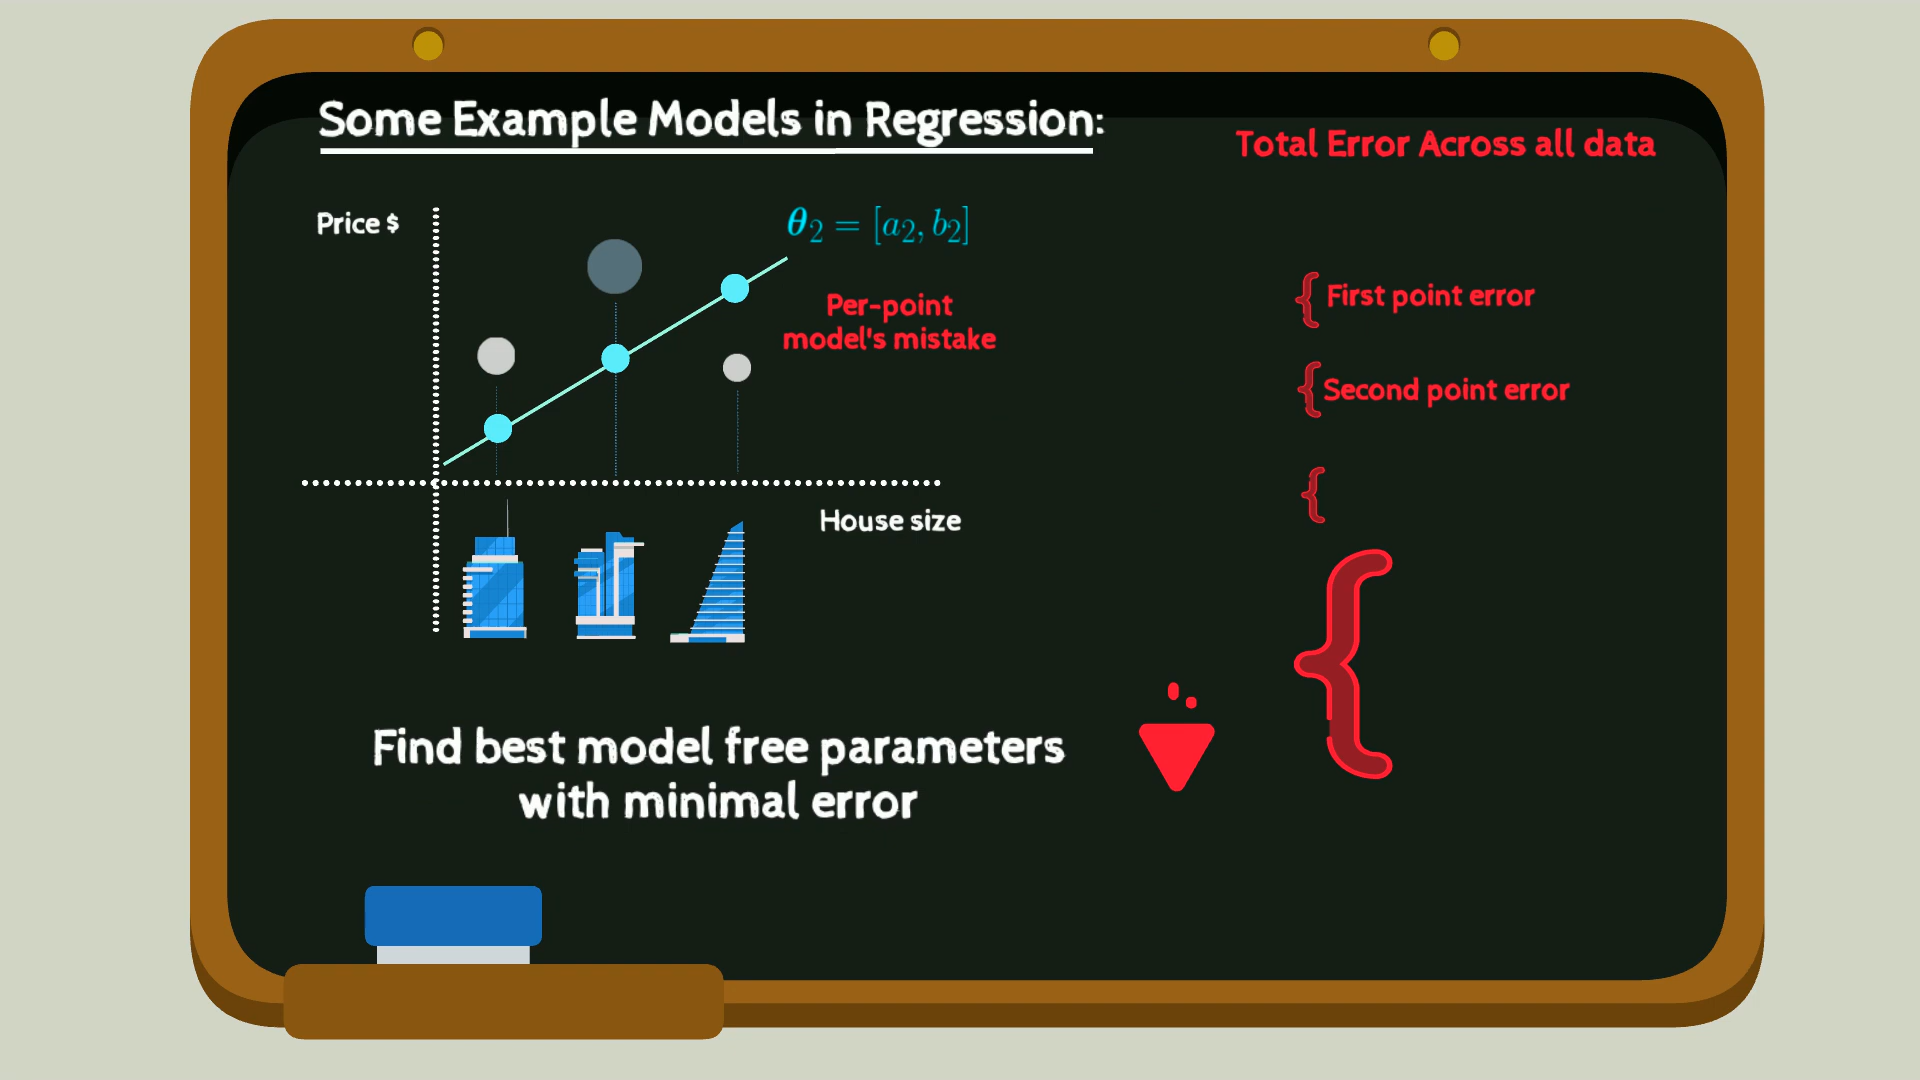 Some Example Models in Regression:
Total Error Across all data
Price $
θ₂ = [a₂, b₂]
Per-point
model's mistake
{ First point error
{ Second point error
{
House size
{
Find best model free parameters
with minimal error